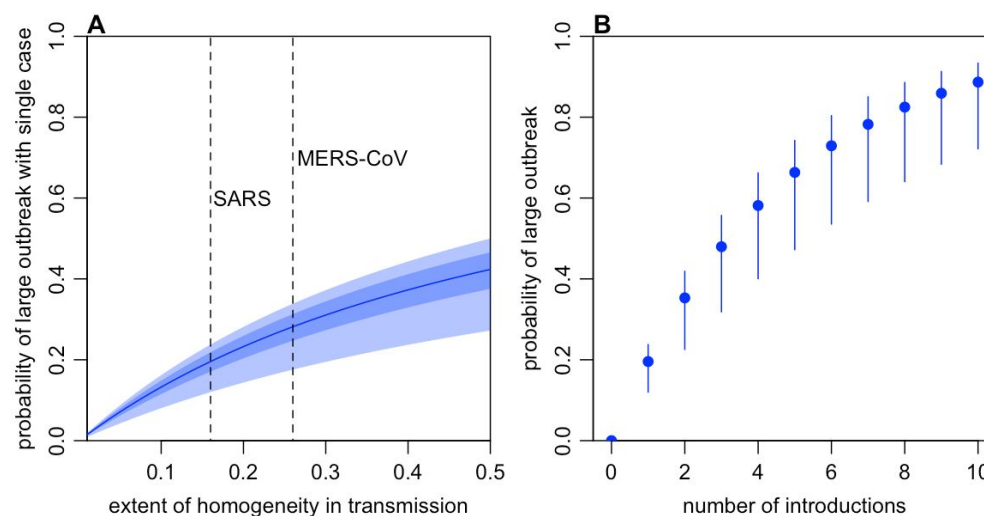 A
probability of large outbreak with single case
1.0
0.8
0.6
0.4
0.2
0.0
MERS-CoV
SARS
0.1 0.2 0.3 0.4 0.5
extent of homogeneity in transmission
B
probability of large outbreak
1.0
0.8
0.6
0.4
0.2
0.0
0 2 4 6 8 10
number of introductions